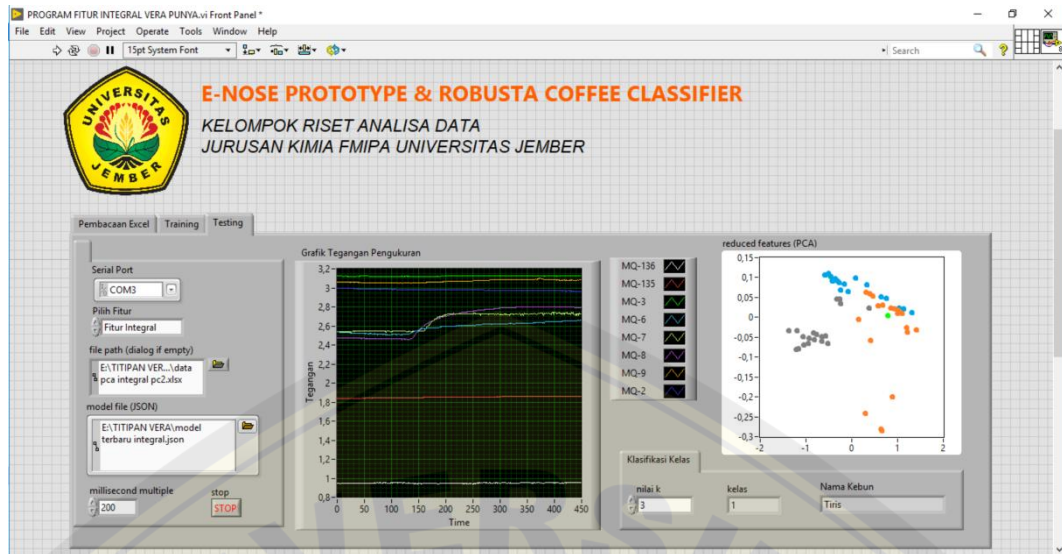 PROGRAM FITUR INTEGRAL VERA PUNYA.vi Front Panel *
File Edit View Project Operate Tools Window Help
15pt System Font
Search
UNIVERSITAS
JEMBER
E-NOSE PROTOTYPE & ROBUSTA COFFEE CLASSIFIER
KELOMPOK RISET ANALISA DATA
JURUSAN KIMIA FMIPA UNIVERSITAS JEMBER
Pembacaan Excel Training Testing
Serial Port
COM3
Pilih Fitur
Fitur Integral
file path (dialog if empty)
E:\TITIPAN VER...\data
pca integral pc2.xlsx
model file (JSON)
E:\TITIPAN VERA\model
terbaru integral.json
millisecond multiple
200
stop
STOP
Grafik Tegangan Pengukuran
Tegangan
3,2
3
2,8
2,6
2,4
2,2
2
1,8
1,6
1,4
1,2
1
0,8
0 50 100 150 200 250 300 350 400 450
Time
MQ-136
MQ-135
MQ-3
MQ-6
MQ-7
MQ-8
MQ-9
MQ-2
reduced features (PCA)
0,15
0,1
0,05
0
-0,05
-0,1
-0,15
-0,2
-0,25
-0,3
-2 -1 0 1 2
Klasifikasi Kelas
nilai k
3
kelas
1
Nama Kebun
Tiris